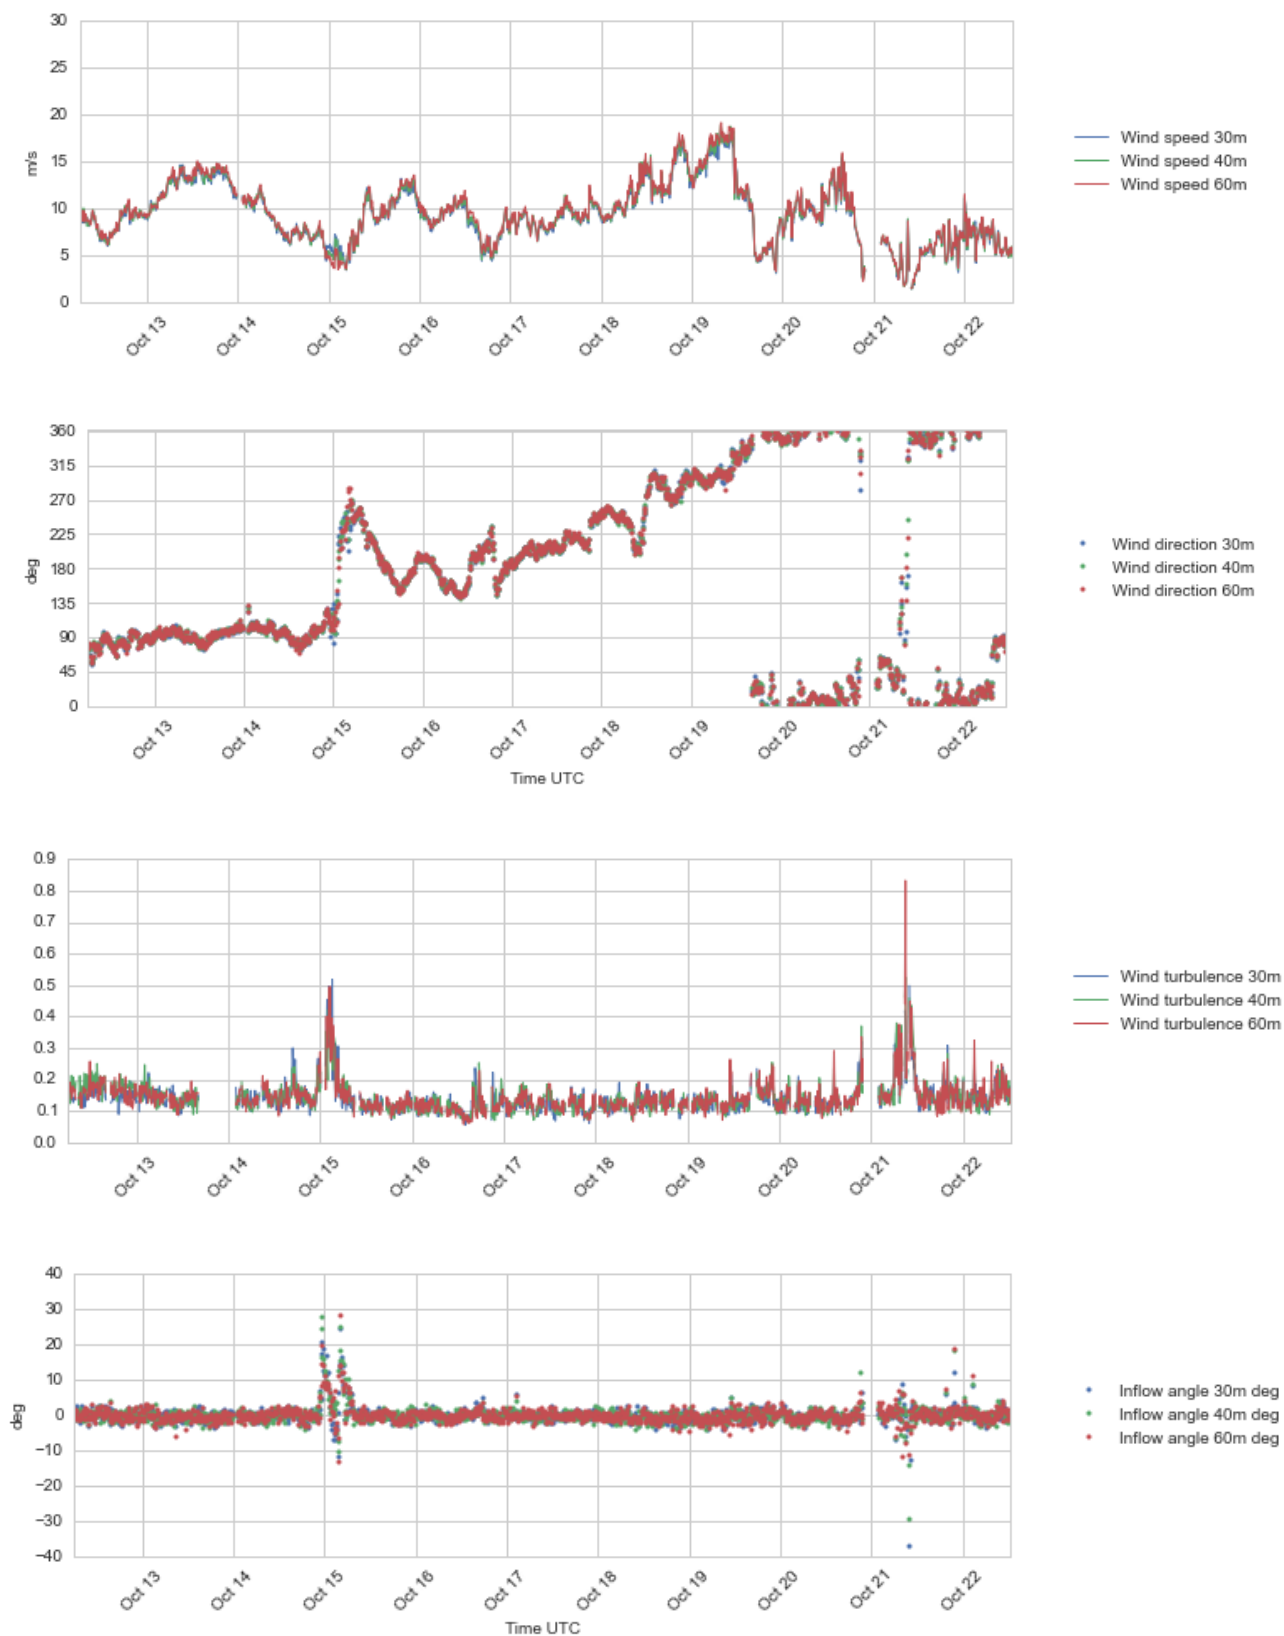 30
25
20
15
10
5
0
m/s
Oct 13
Oct 14
Oct 15
Oct 16
Oct 17
Oct 18
Oct 19
Oct 20
Oct 21
Oct 22
Wind speed 30m
Wind speed 40m
Wind speed 60m
360
315
270
225
180
135
90
45
0
deg
Oct 13
Oct 14
Oct 15
Oct 16
Oct 17
Oct 18
Oct 19
Oct 20
Oct 21
Oct 22
Time UTC
Wind direction 30m
Wind direction 40m
Wind direction 60m
0.9
0.8
0.7
0.6
0.5
0.4
0.3
0.2
0.1
0.0
Oct 13
Oct 14
Oct 15
Oct 16
Oct 17
Oct 18
Oct 19
Oct 20
Oct 21
Oct 22
Wind turbulence 30m
Wind turbulence 40m
Wind turbulence 60m
40
30
20
10
0
−10
−20
−30
−40
deg
Oct 13
Oct 14
Oct 15
Oct 16
Oct 17
Oct 18
Oct 19
Oct 20
Oct 21
Oct 22
Time UTC
Inflow angle 30m deg
Inflow angle 40m deg
Inflow angle 60m deg